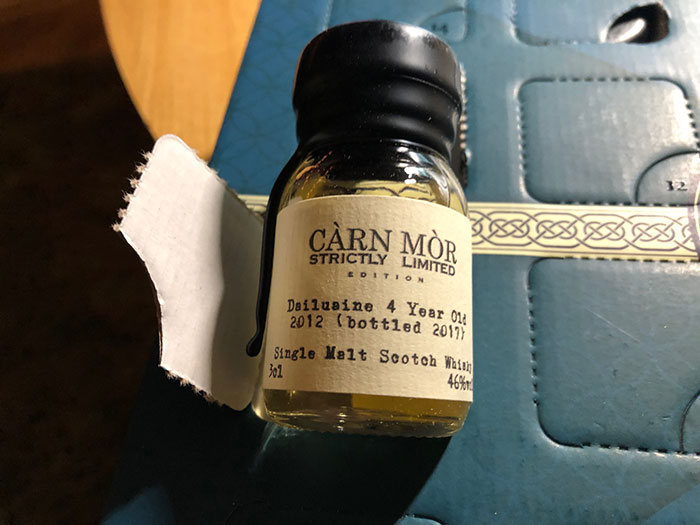 CÀRN MÒR
STRICTLY LIMITED
EDITION
Dailuaine 4 Year Old
2012 (bottled 2017)
Single Malt Scotch Whisky
3cl
46%
12